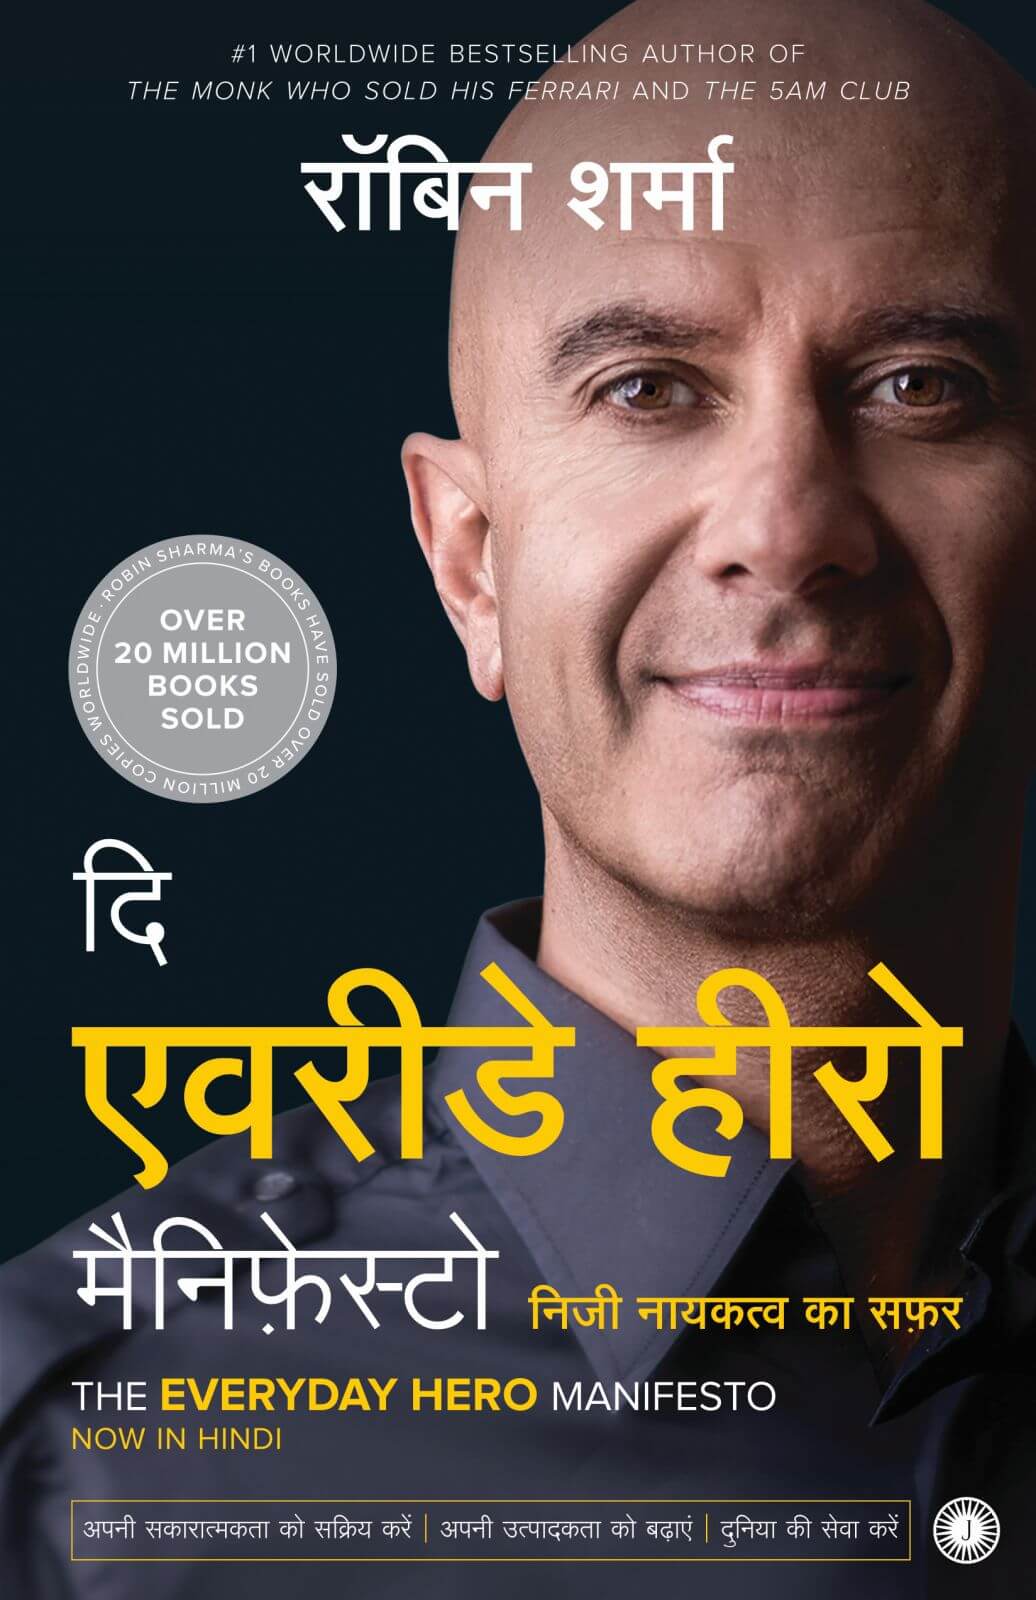 #1 WORLDWIDE BESTSELLING AUTHOR OF
THE MONK WHO SOLD HIS FERRARI AND THE 5AM CLUB
रॉबिन शर्मा
ROBIN SHARMA'S BOOKS HAVE SOLD OVER 20 MILLION COPIES WORLDWIDE ·
OVER
20 MILLION
BOOKS
SOLD
दि
एवरीडे हीरो
मैनिफ़ेस्टो
निजी नायकत्व का सफ़र
THE EVERYDAY HERO MANIFESTO
NOW IN HINDI
अपनी सकारात्मकता को सक्रिय करें | अपनी उत्पादकता को बढ़ाएं | दुनिया की सेवा करें
J